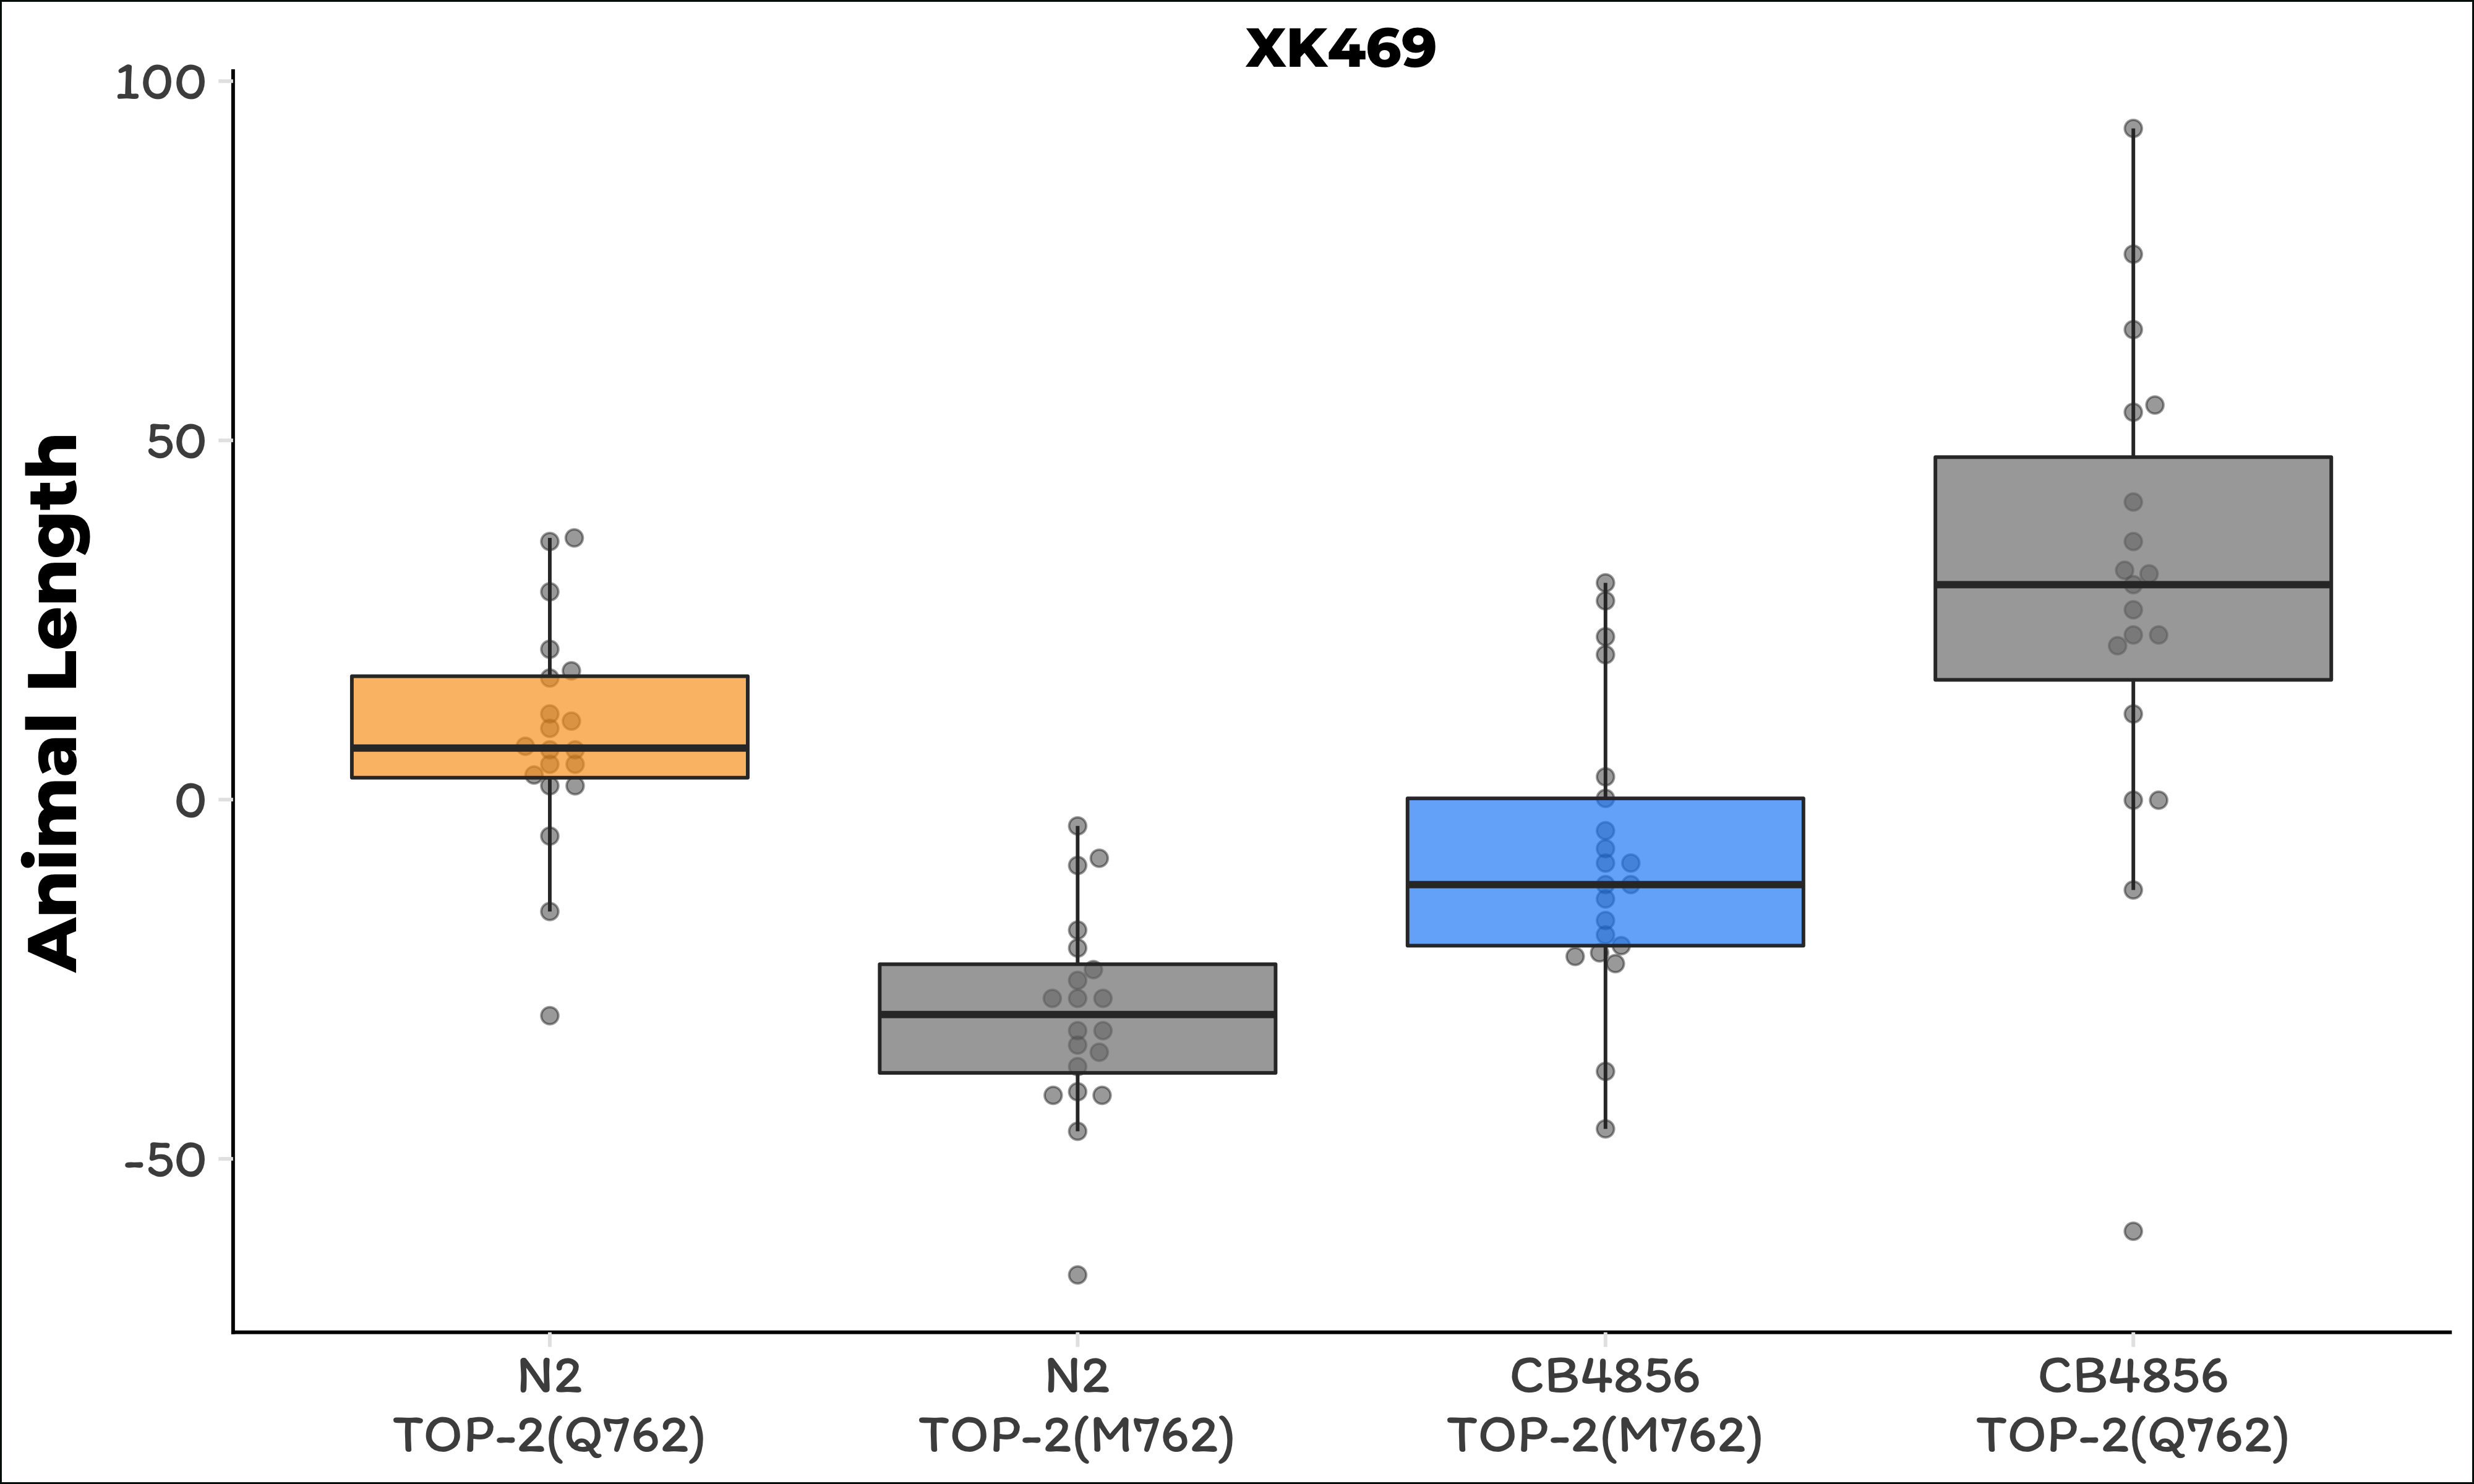 XK469
Animal Length
100
50
0
-50
N2
TOP-2(Q762)
N2
TOP-2(M762)
CB4856
TOP-2(M762)
CB4856
TOP-2(Q762)